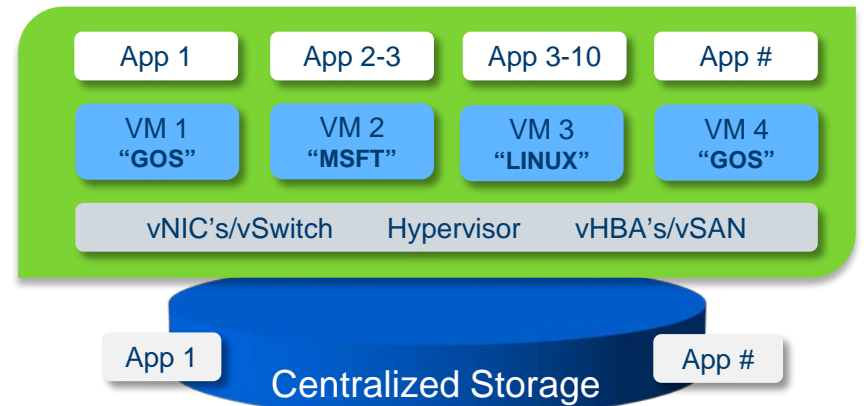 App 1 App 2-3 App 3-10 App #
VM 1 VM 2 VM 3 VM 4
“GOS” “MSFT” “LINUX” “GOS”
vNIC’s/vSwitch Hypervisor vHBA’s/vSAN
App 1 App #
Centralized Storage